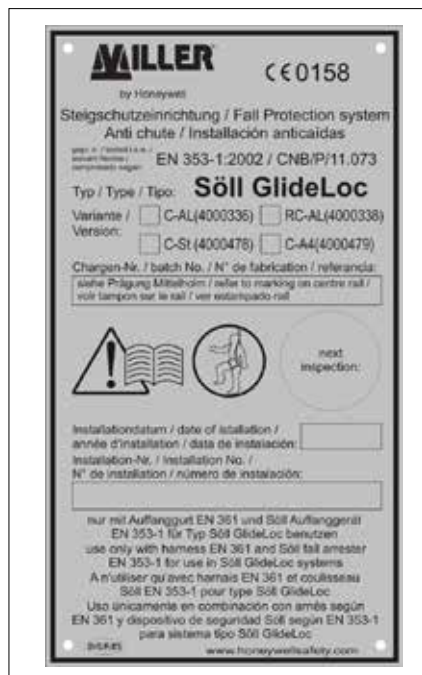 MILLER
by Honeywell
CE0158
Steigschutzeinrichtung / Fall Protection system
Anti chute / Installación anticaidas
EN 353-1:2002 / CNB/P/11.073
Typ / Type / Tipo: Söll GlideLoc
Variante / C-AL(4000336) RC-AL(4000338)
Version: C-St (4000478) C-A4(4000479)
Chargen-Nr. / batch No. / N° de fabrication / referancia:
siehe Prägung Mittelholm / refer to marking on centre rail /
voir tampon sur le rail / ver estampado rail
next
inspection:
Installationdatum / date of istallation /
année d'installation / data de instalación:
Installation-Nr. / Installation No. /
N° de installation / número de instalación:
nur mit Auffanggurt EN 361 und Söll Auffanggerät
EN 353-1 für Typ Söll GlideLoc benutzen
use only with harness EN 361 and Söll fall arrester
EN 353-1 for use in Söll GlideLoc systems
A n'utiliser qu'avec harnais EN 361 et coulisseau
Söll EN 353-1 pour type Söll GlideLoc
Uso únicamente en combinación con arnés según
EN 361 y dispositivo de seguridad Söll según EN 353-1
para sistema tipo Söll GlideLoc
www.honeywellsafety.com